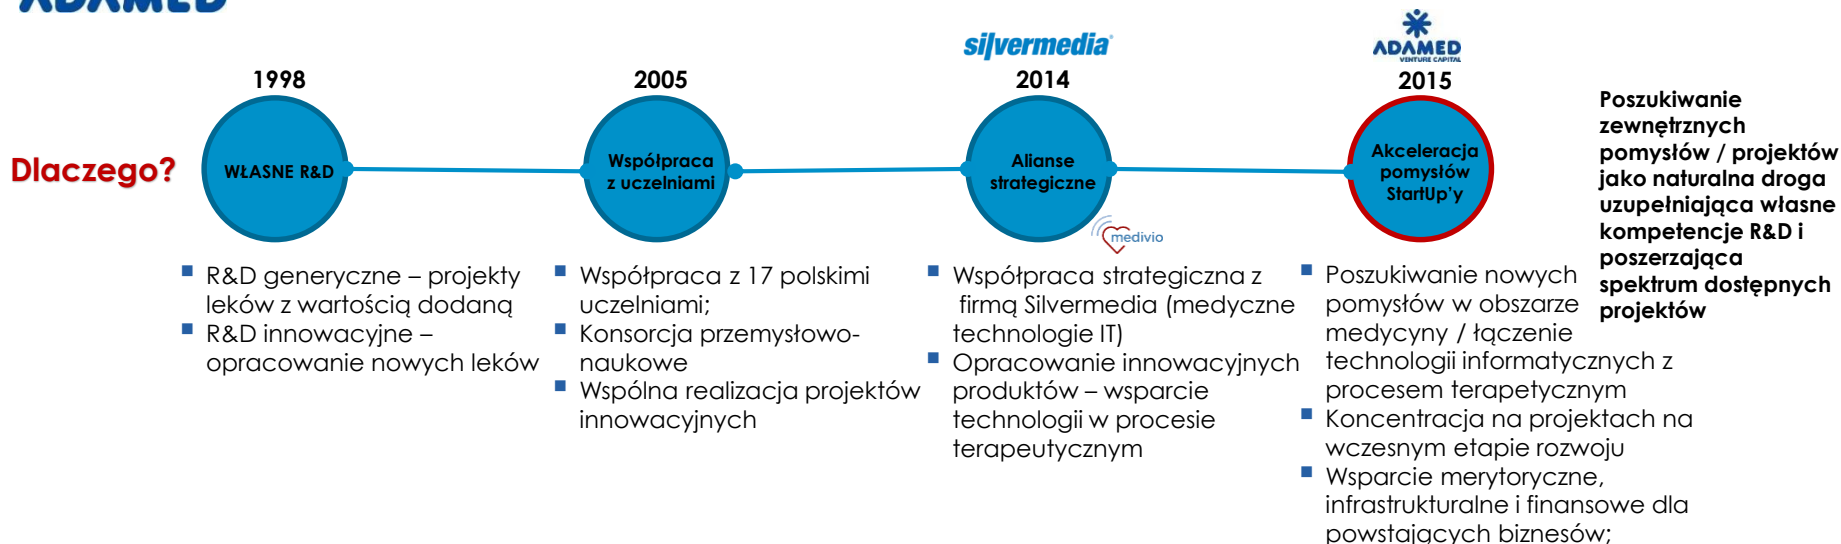 ADAMED
silvermedia
ADAMED
VENTURE CAPITAL
1998
2005
2014
2015
Dlaczego?
WŁASNE R&D
Współpraca
z uczelniami
Alianse
strategiczne
Akceleracja
pomysłów
StartUp'y
medivio
Poszukiwanie
zewnętrznych
pomysłów / projektów
jako naturalna droga
uzupełniająca własne
kompetencje R&D i
poszerzająca
spektrum dostępnych
projektów
R&D generyczne – projekty
leków z wartością dodaną
R&D innowacyjne –
opracowanie nowych leków
Współpraca z 17 polskimi
uczelniami;
Konsorcja przemysłowo-
naukowe
Wspólna realizacja projektów
innowacyjnych
Współpraca strategiczna z
firmą Silvermedia (medyczne
technologie IT)
Opracowanie innowacyjnych
produktów – wsparcie
technologii w procesie
terapeutycznym
Poszukiwanie nowych
pomysłów w obszarze
medycyny / łączenie
technologii informatycznych z
procesem terapetycznym
Koncentracja na projektach na
wczesnym etapie rozwoju
Wsparcie merytoryczne,
infrastrukturalne i finansowe dla
powstających biznesów;